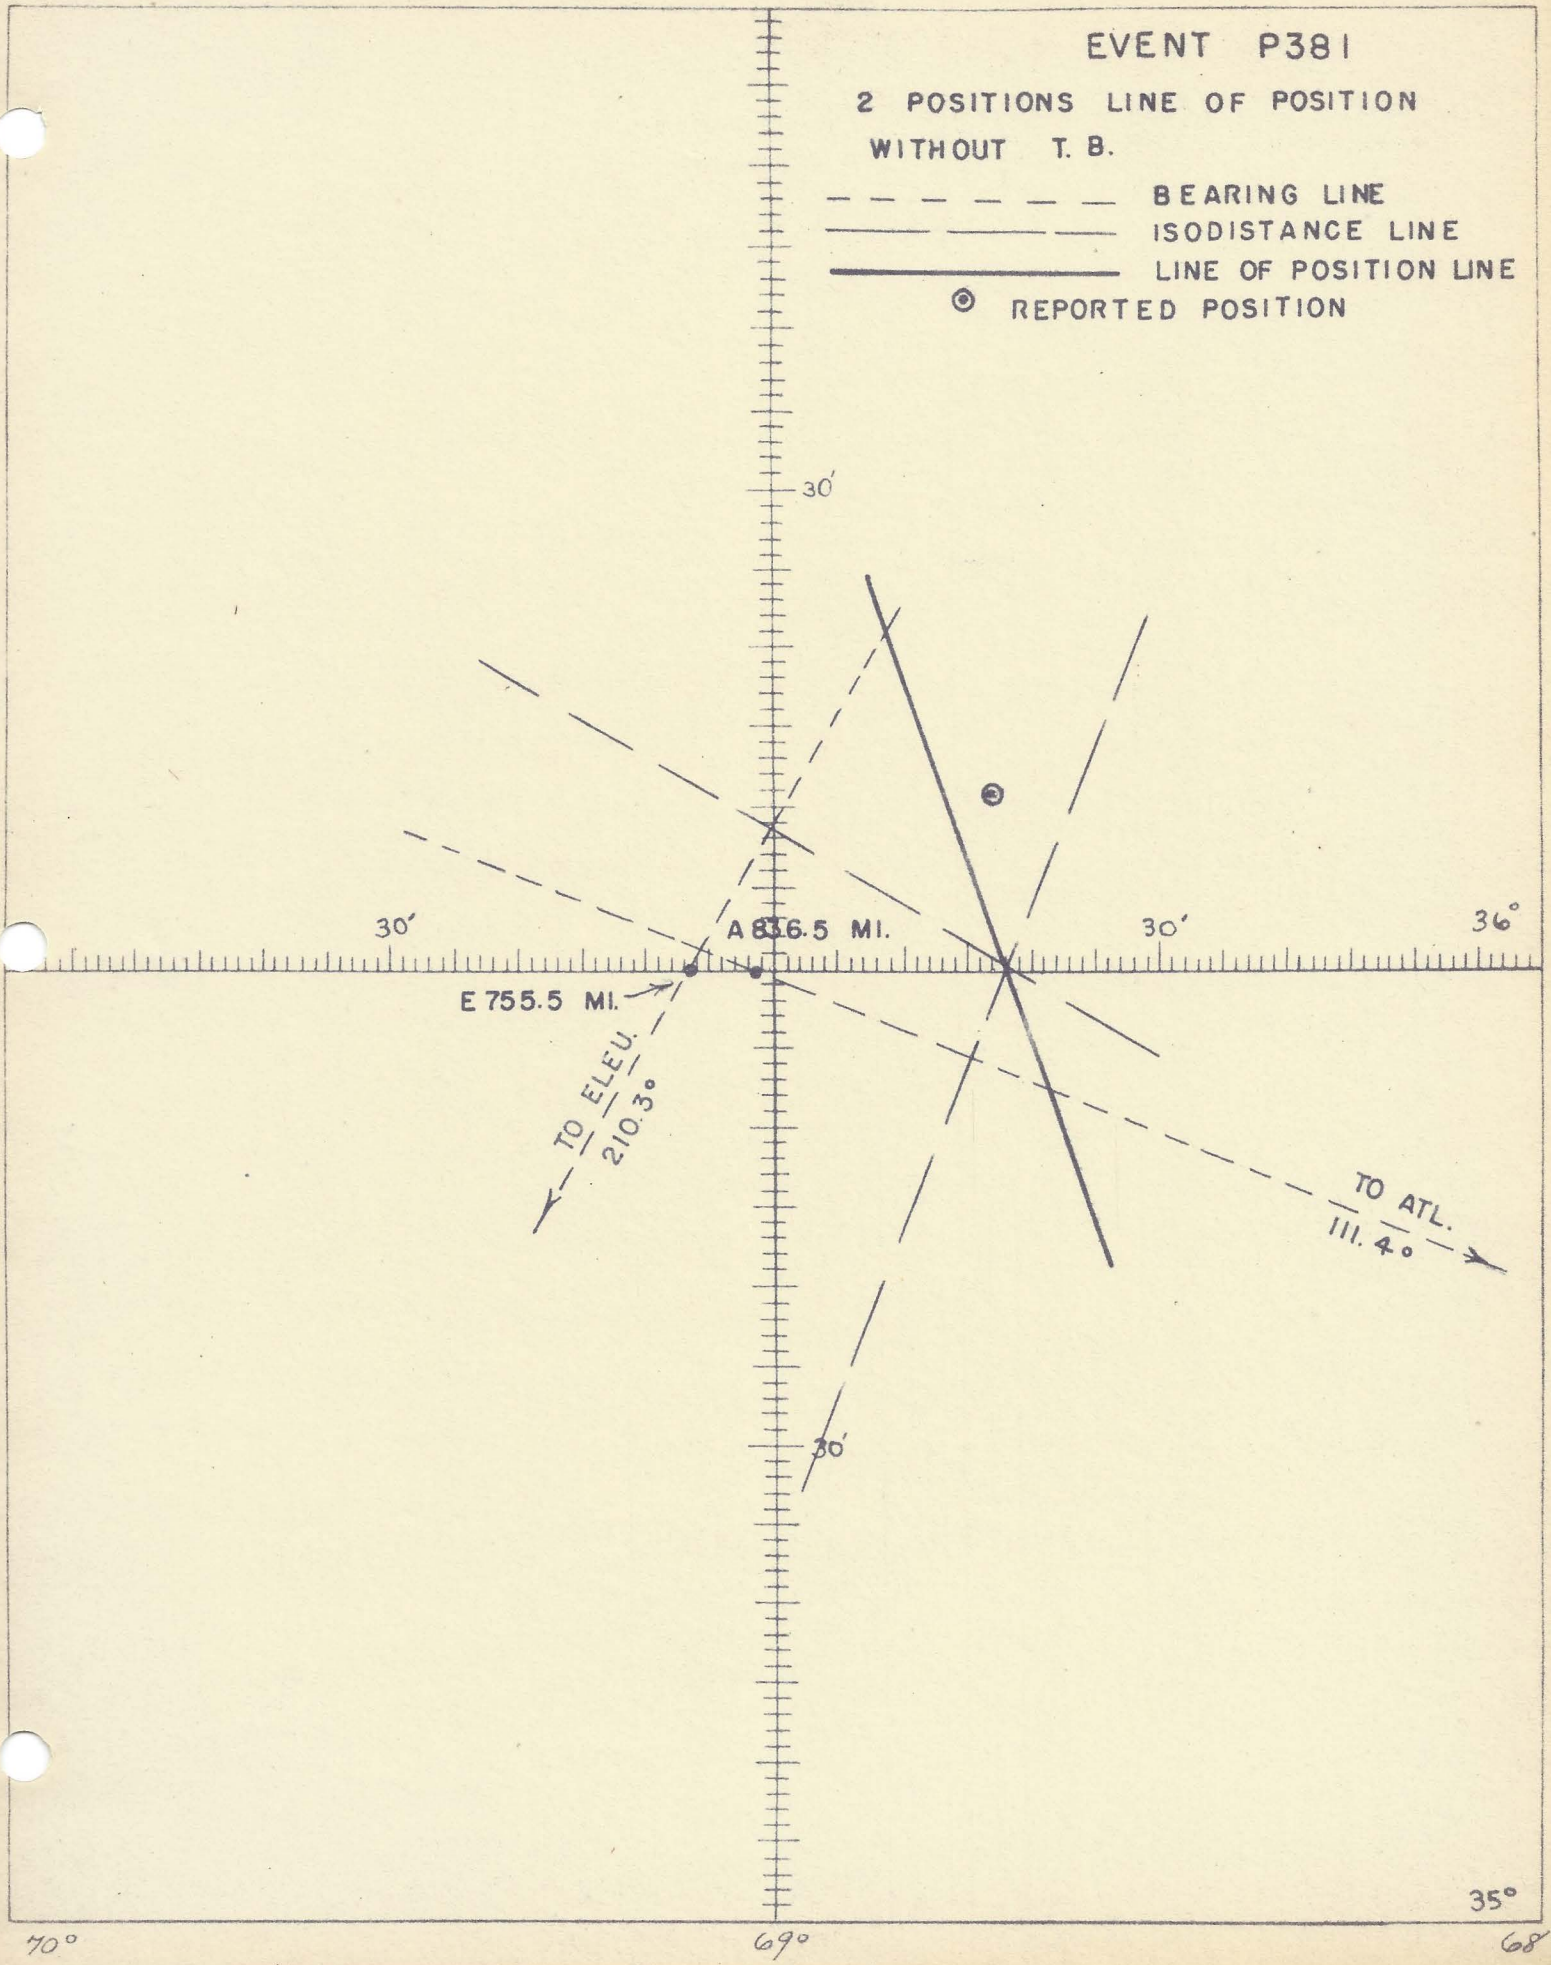 EVENT P381
2 POSITIONS LINE OF POSITION
WITHOUT T. B.
BEARING LINE
ISODISTANCE LINE
LINE OF POSITION LINE
REPORTED POSITION
30'
30'
A 836.5 MI.
30'
36°
E 755.5 MI.
TO ELEU.
210.3°
TO ATL.
111.4°
30'
35°
70°
69°
68